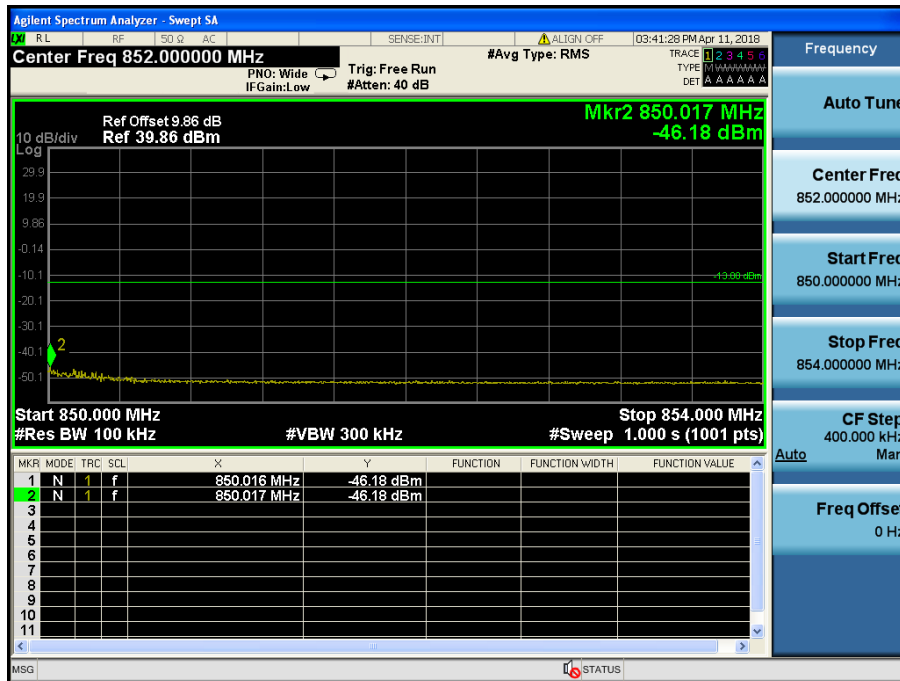 Agilent Spectrum Analyzer - Swept SA
LXI RL RF 50 Ω AC SENSE:INT ALIGN OFF 03:41:28 PM Apr 11, 2018
Center Freq 852.000000 MHz #Avg Type: RMS TRACE 1 2 3 4 5 6
PNO: Wide Trig: Free Run TYPE M WWWWW
IFGain:Low #Atten: 40 dB DET A A A A A A
Mkr2 850.017 MHz
-46.18 dBm
Ref Offset 9.86 dB
10 dB/div Ref 39.86 dBm
Log
29.9
19.9
9.86
-0.14
-10.1
-13.00 dBm
-20.1
-30.1
-40.1
2
-50.1
Start 850.000 MHz Stop 854.000 MHz
#Res BW 100 kHz #VBW 300 kHz #Sweep 1.000 s (1001 pts)
MKR MODE TRC SCL X Y FUNCTION FUNCTION WIDTH FUNCTION VALUE
1 N 1 f 850.016 MHz -46.18 dBm
2 N 1 f 850.017 MHz -46.18 dBm
3
4
5
6
7
8
9
10
11
MSG STATUS
Frequency
Auto Tune
Center Freq
852.000000 MHz
Start Freq
850.000000 MHz
Stop Freq
854.000000 MHz
CF Step
400.000 kHz
Auto Man
Freq Offset
0 Hz